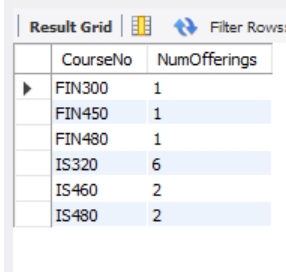 Result Grid Filter Rows:
CourseNo NumOfferings
FIN300 1
FIN450 1
FIN480 1
IS320 6
IS460 2
IS480 2